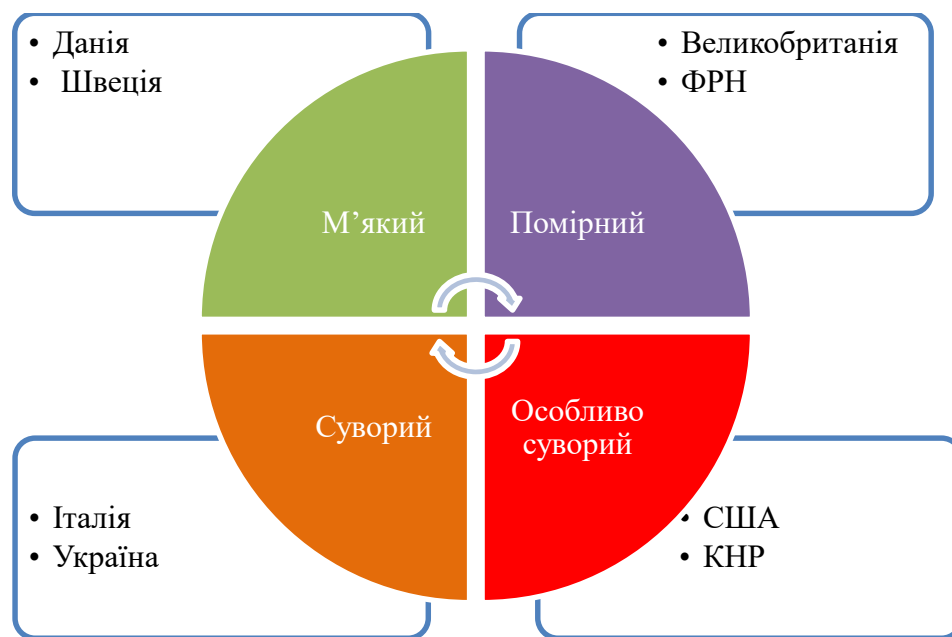 • Данія
• Швеція
• Великобританія
• ФРН
М’який
Помірний
Суворий
Особливо
суворий
• Італія
• Україна
• США
• КНР